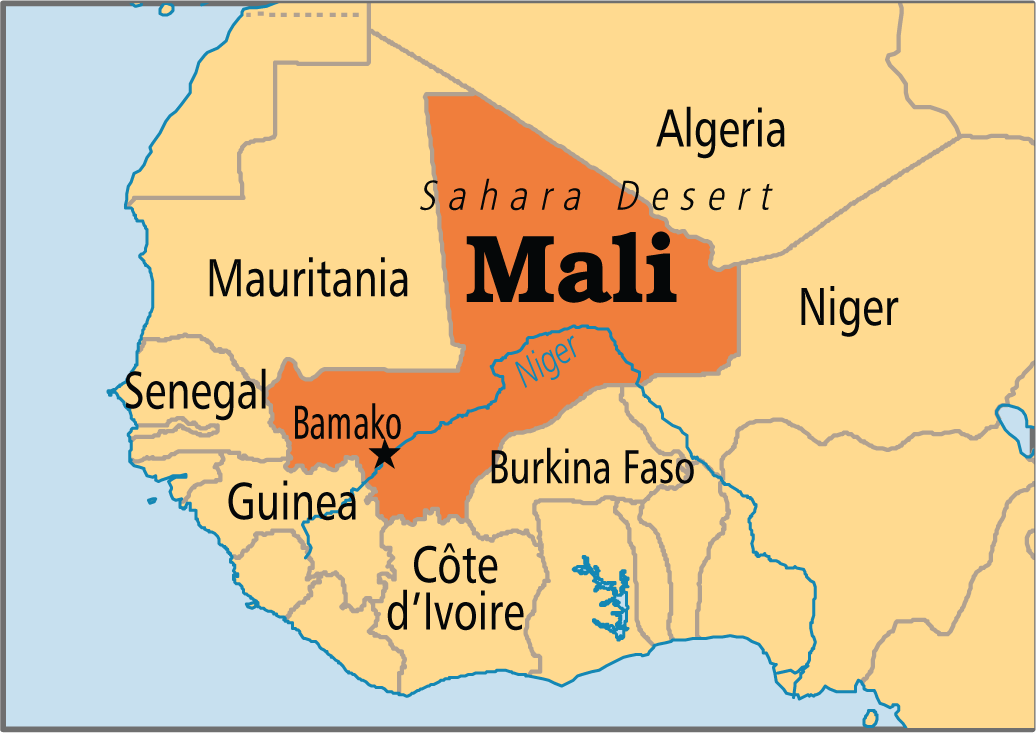 Algeria
Sahara Desert
Mali
Mauritania
Niger
Niger
Senegal
Bamako
Burkina Faso
Guinea
Côte
d’Ivoire